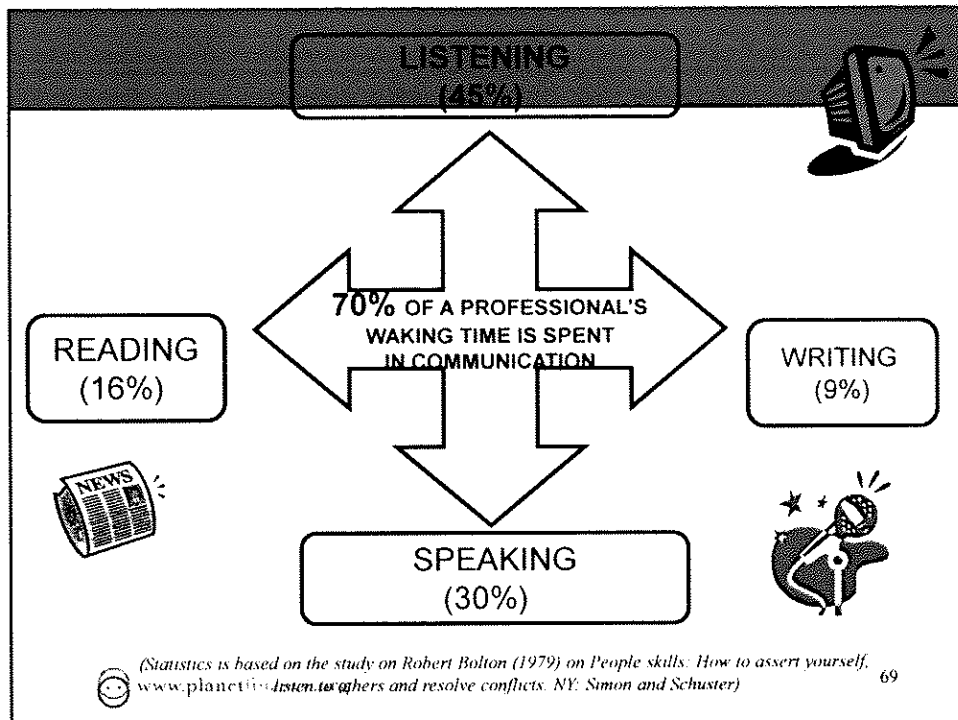 LISTENING
(45%)
70% OF A PROFESSIONAL'S
WAKING TIME IS SPENT
IN COMMUNICATION
READING
(16%)
WRITING
(9%)
NEWS
SPEAKING
(30%)
(Statistics is based on the study on Robert Bolton (1979) on People skills: How to assert yourself,
listen to others and resolve conflicts. NY: Simon and Schuster)
69